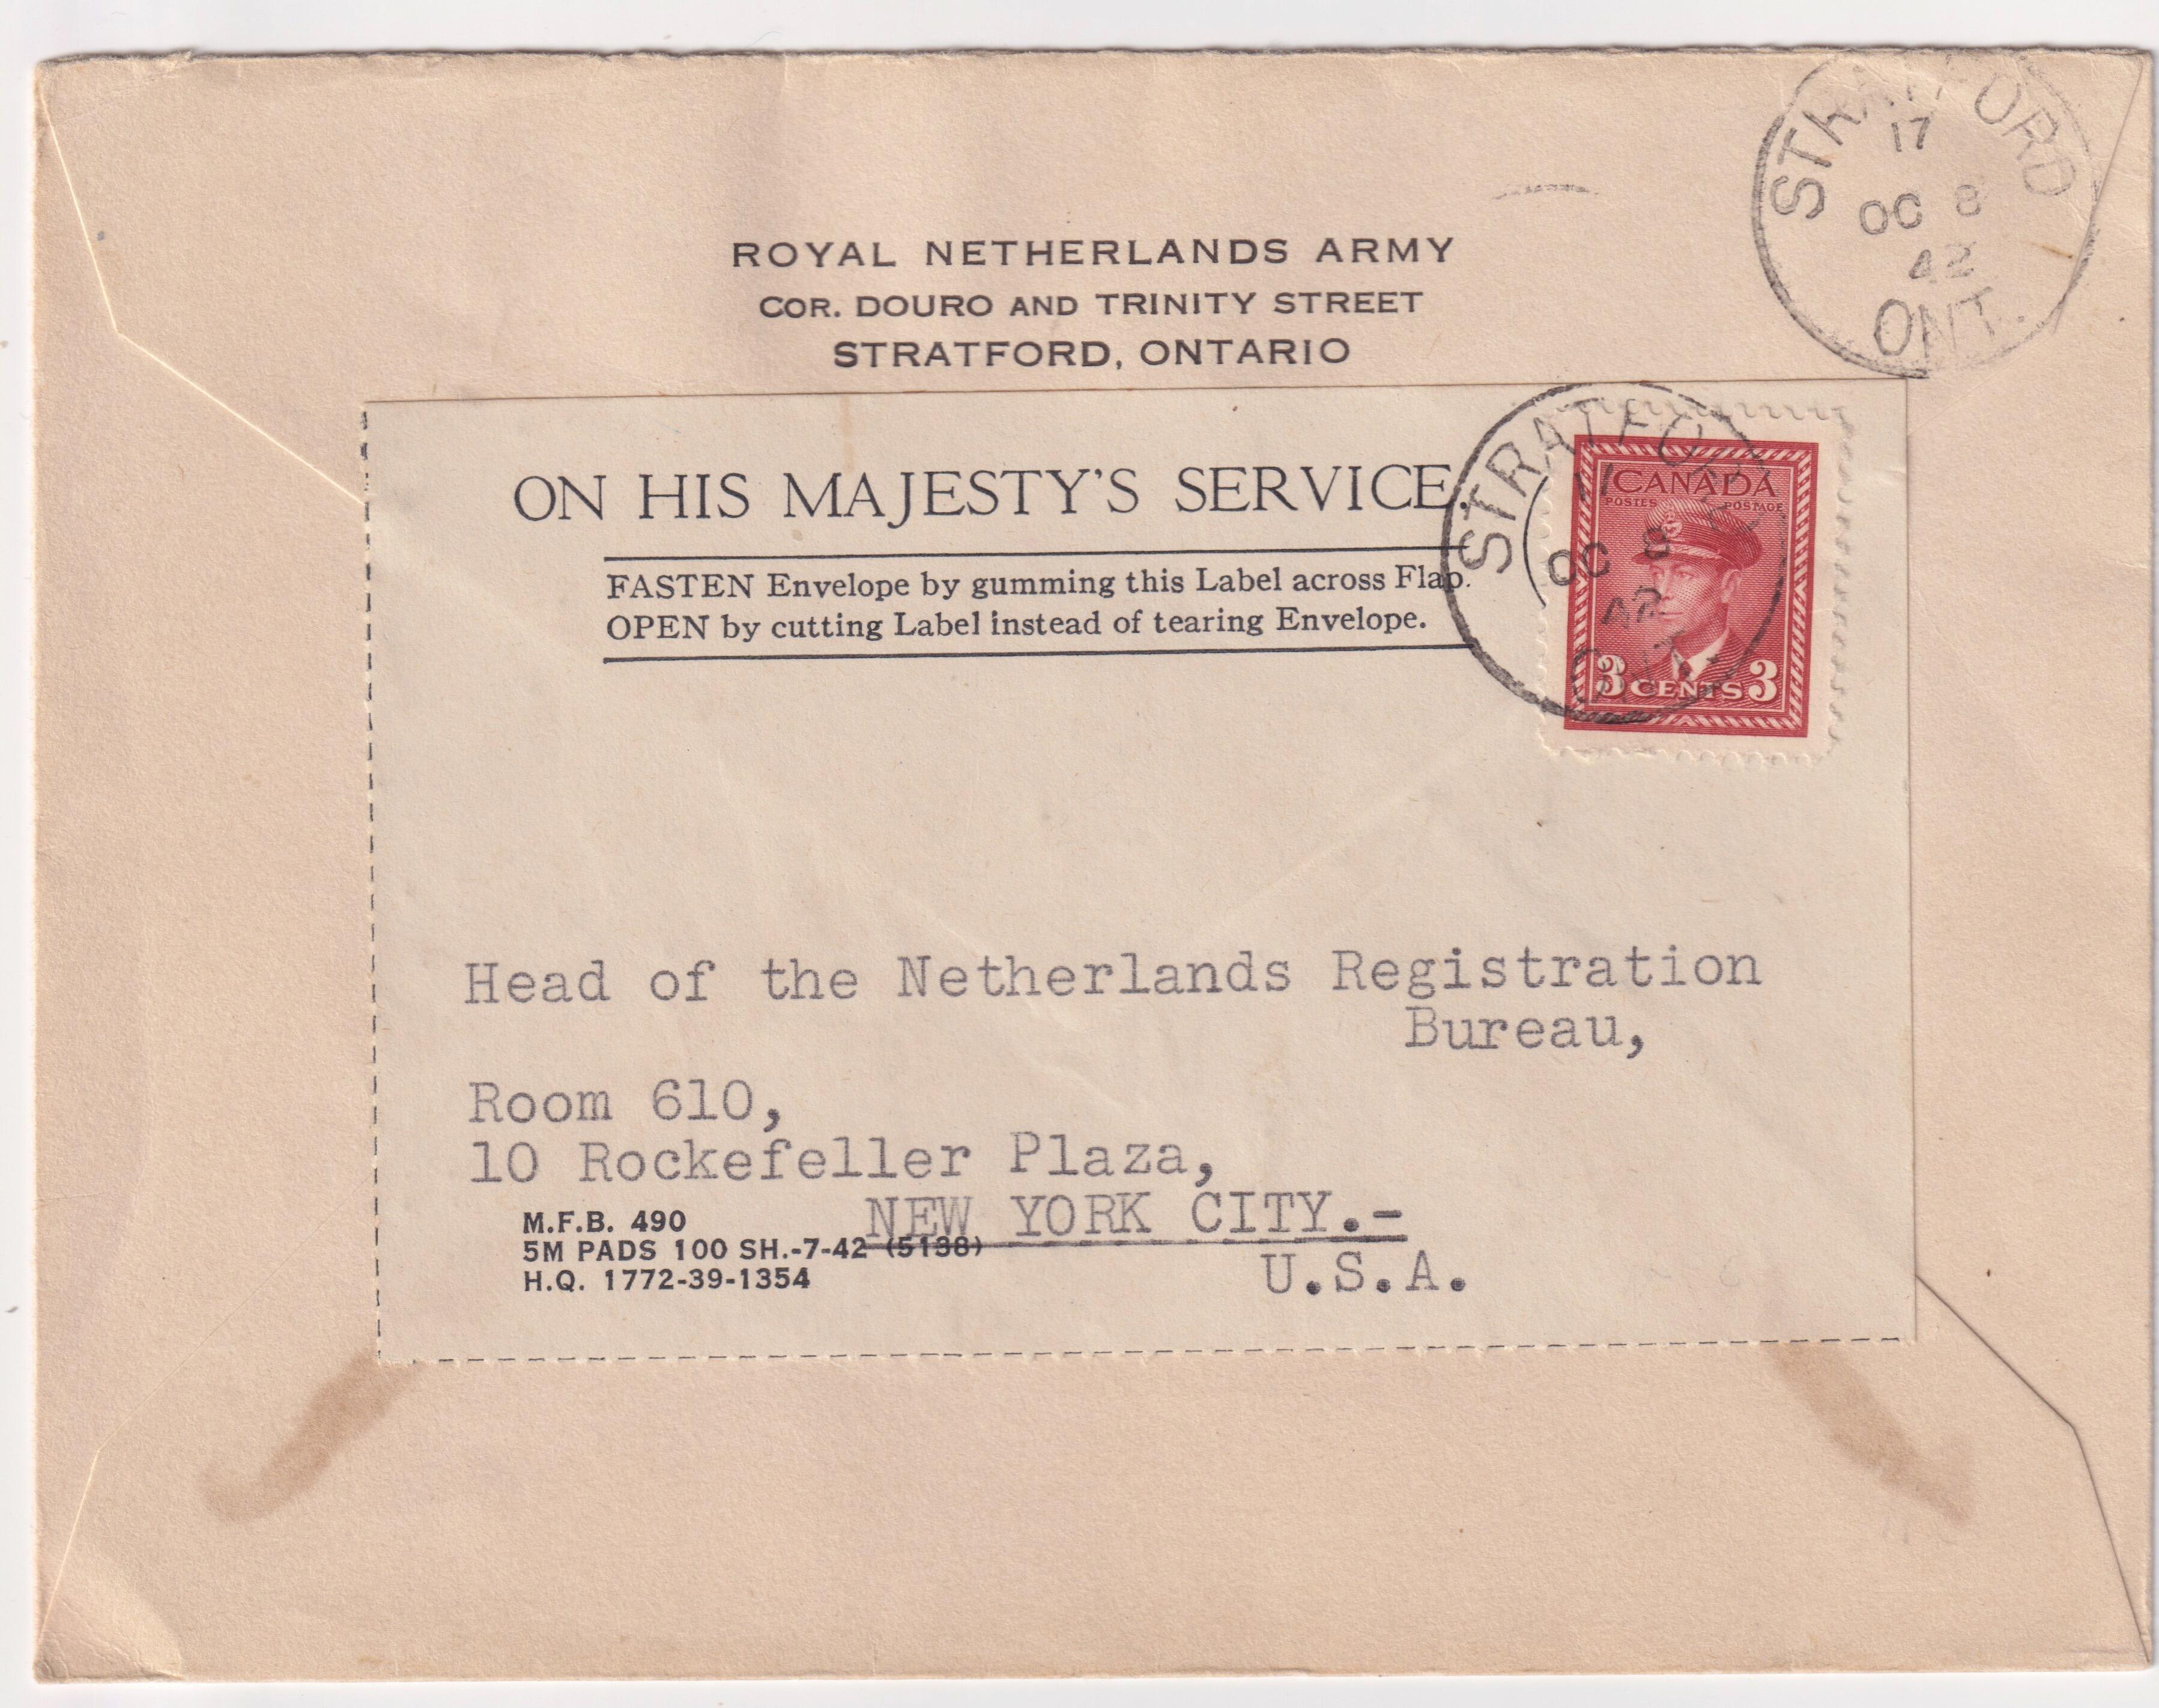 STRATFORD
17
OC 8
42
ONT.
ROYAL NETHERLANDS ARMY
COR. DOURO AND TRINITY STREET
STRATFORD, ONTARIO
ON HIS MAJESTY'S SERVICE.
FASTEN Envelope by gumming this Label across Flap.
OPEN by cutting Label instead of tearing Envelope.
STRATFORD
OC 8
42
ONT.
CANADA
POSTES POSTAGE
3 CENTS 3
Head of the Netherlands Registration
Bureau,
Room 610,
10 Rockefeller Plaza,
NEW YORK CITY.-
U.S.A.
M.F.B. 490
5M PADS 100 SH.-7-42 (5138)
H.Q. 1772-39-1354